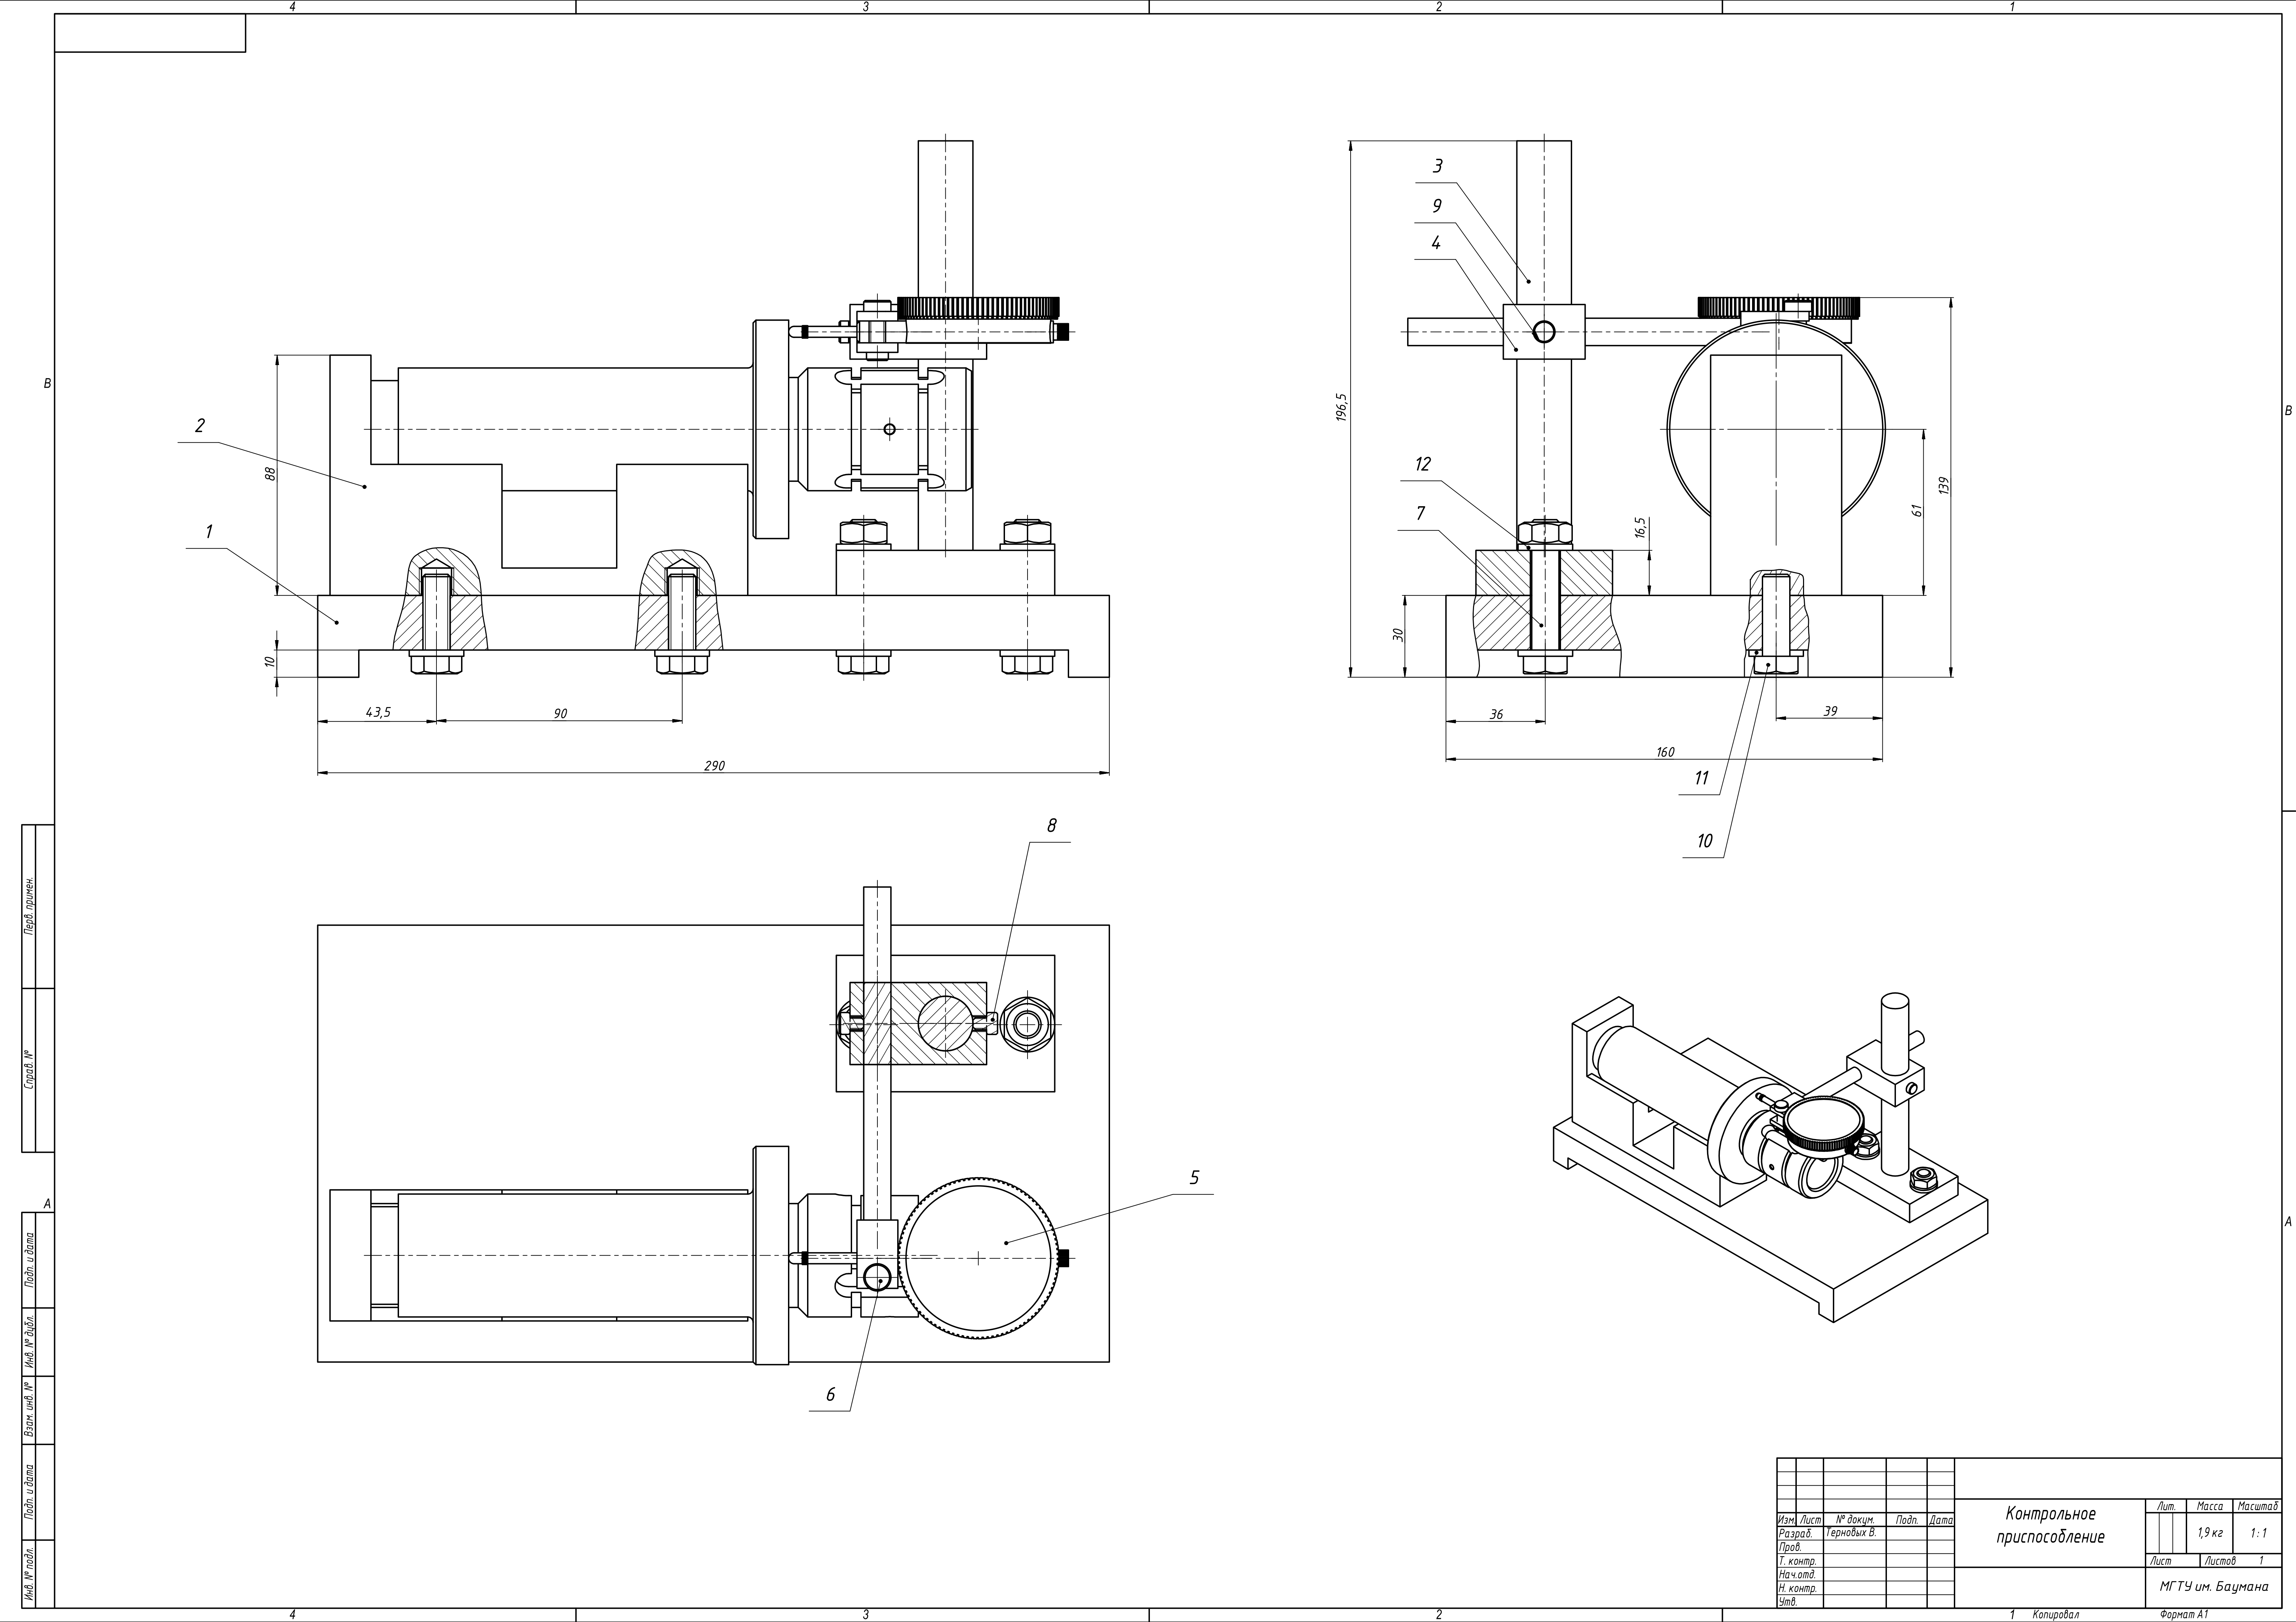 4 3 2 1
B
B
A
A
3
9
4
12
7
196,5
30
36
160
39
16,5
61
139
11
10
2
1
88
10
43,5
90
290
8
5
6
Перв. примен.
Справ. №
Подп. и дата
Инв. № дубл.
Взам. инв. №
Подп. и дата
Инв. № подл.
Изм. Лист № докум. Подп. Дата
Разраб. Терновых В.
Пров.
Т. контр.
Нач.отд.
Н. контр.
Утв.
Контрольное
приспособление
Лит. Масса Масштаб
1,9 кг 1:1
Лист Листов 1
МГТУ им. Баумана
4 3 2 1
Копировал Формат А1